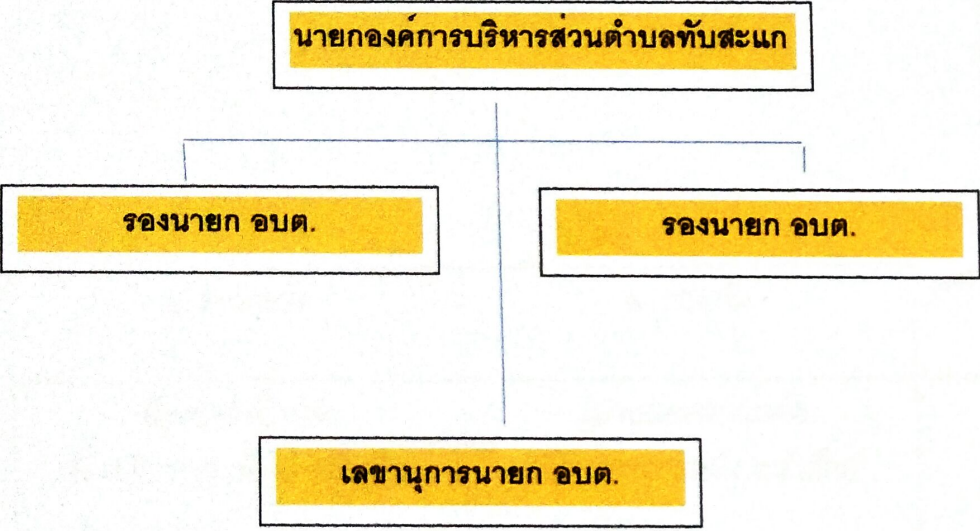 นายกองค์การบริหารส่วนตำบลทับสะแก
รองนายก อบต.
รองนายก อบต.
เลขานุการนายก อบต.